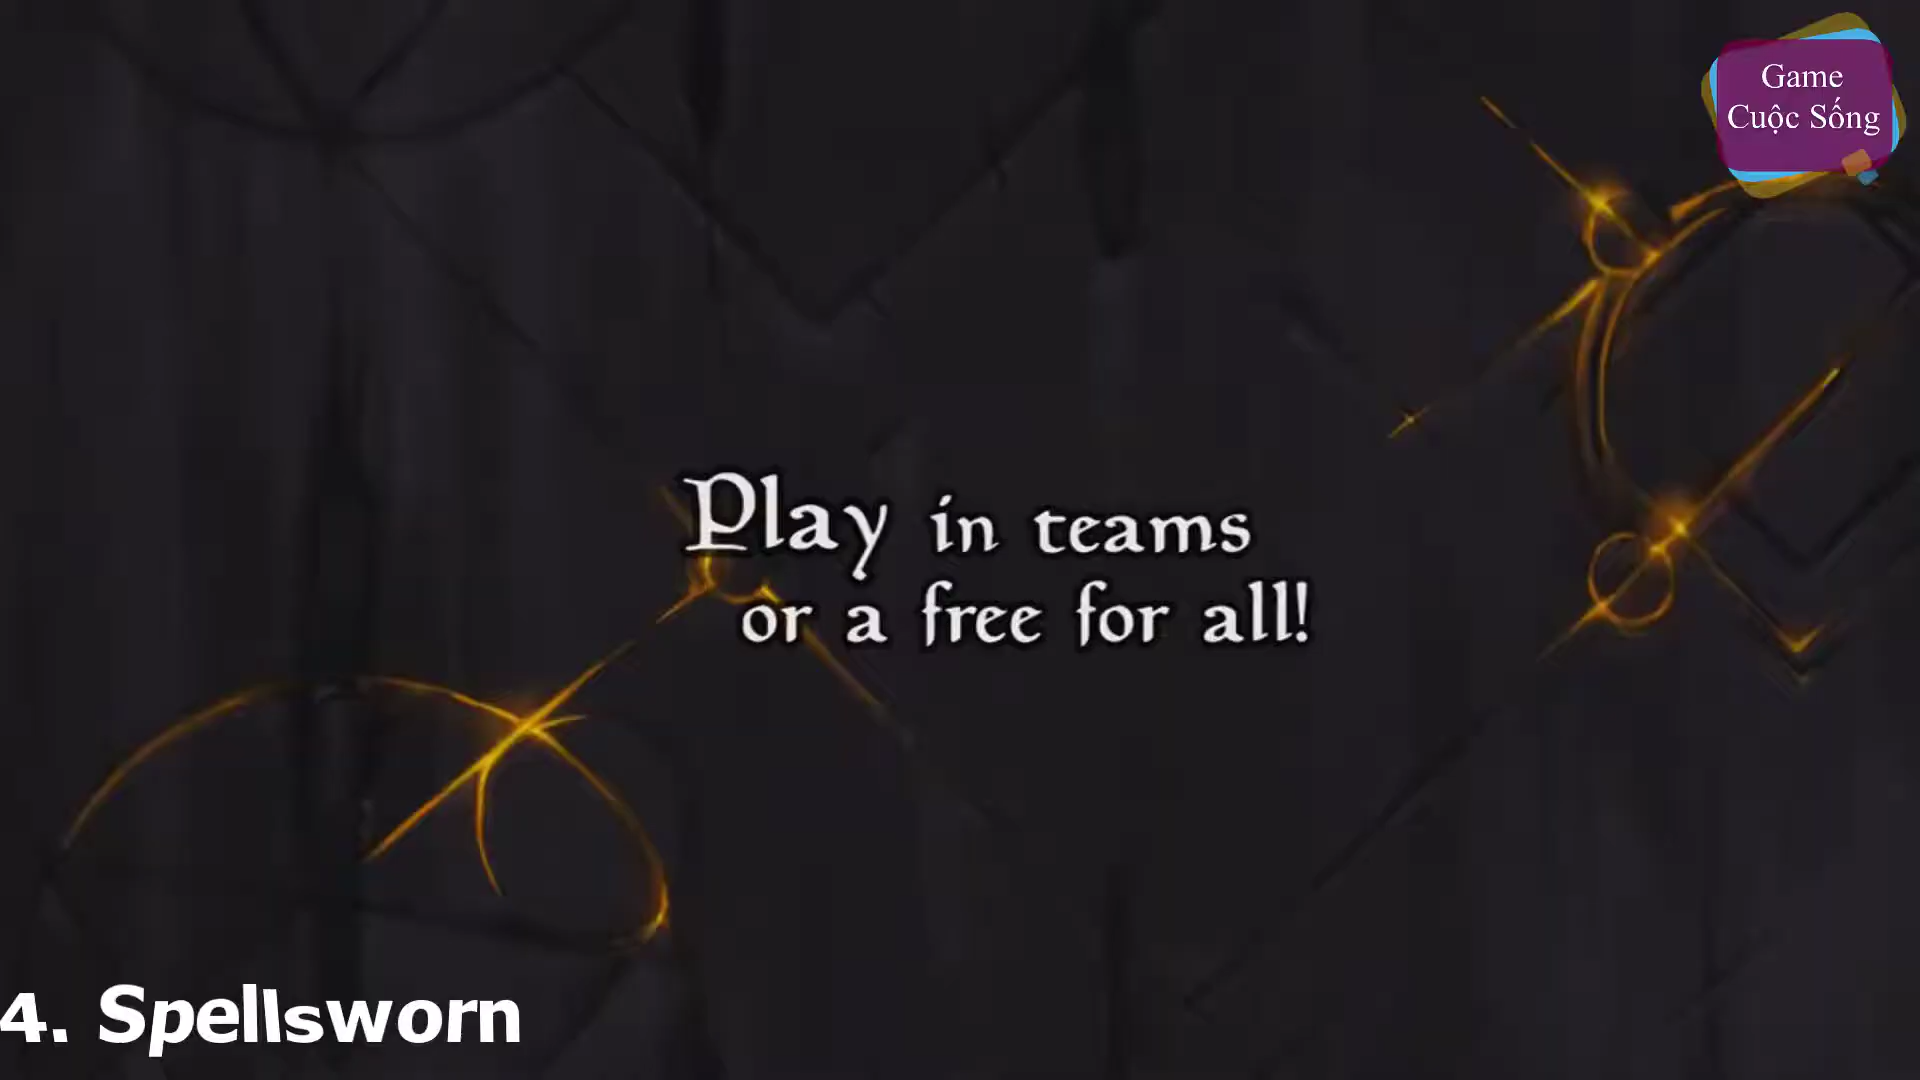 Game
Cuộc Sống
Play in teams
or a free for all!
4. Spellsworn